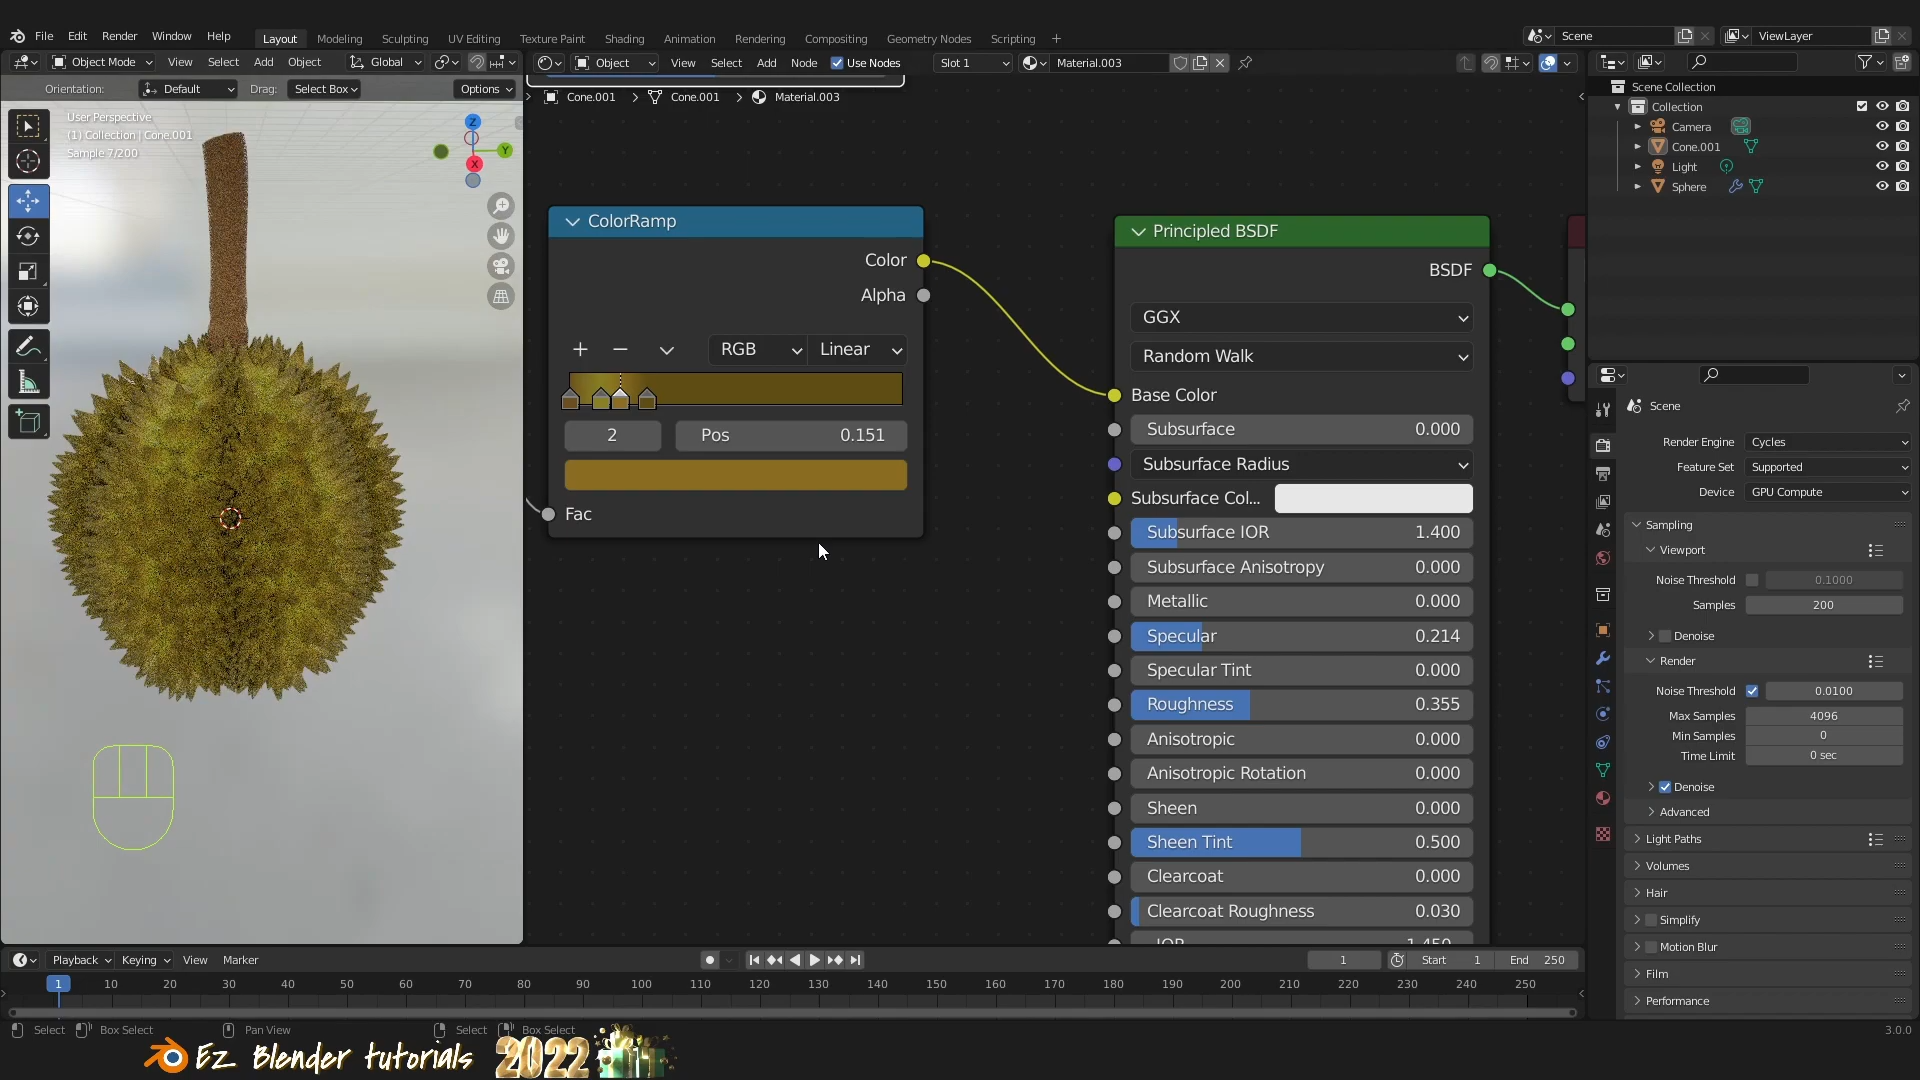 File Edit Render Window Help Layout Modeling Sculpting UV Editing Texture Paint Shading Animation Rendering Compositing Geometry Nodes Scripting + Scene ViewLayer
Object Mode View Select Add Object Global Object View Select Add Node Use Nodes Slot 1 Material.003
Orientation: Default Drag: Select Box Options
Cone.001 > Cone.001 > Material.003
User Perspective
(1) Collection | Cone.001
Sample 7/200
Z
Y
X
ColorRamp
Color
Alpha
RGB Linear
2 Pos 0.151
Fac
Principled BSDF
BSDF
GGX
Random Walk
Base Color
Subsurface 0.000
Subsurface Radius
Subsurface Col...
Subsurface IOR 1.400
Subsurface Anisotropy 0.000
Metallic 0.000
Specular 0.214
Specular Tint 0.000
Roughness 0.355
Anisotropic 0.000
Anisotropic Rotation 0.000
Sheen 0.000
Sheen Tint 0.500
Clearcoat 0.000
Clearcoat Roughness 0.030
IOR 1.450
Scene Collection
Collection
Camera
Cone.001
Light
Sphere
Scene
Render Engine Cycles
Feature Set Supported
Device GPU Compute
Sampling
Viewport
Noise Threshold 0.1000
Samples 200
Denoise
Render
Noise Threshold 0.0100
Max Samples 4096
Min Samples 0
Time Limit 0 sec
Denoise
Advanced
Light Paths
Volumes
Hair
Simplify
Motion Blur
Film
Performance
Playback Keying View Marker 1 Start 1 End 250
1 10 20 30 40 50 60 70 80 90 100 110 120 130 140 150 160 170 180 190 200 210 220 230 240 250
Select Box Select Pan View Select Box Select 3.0.0
Ez Blender tutorials 2022